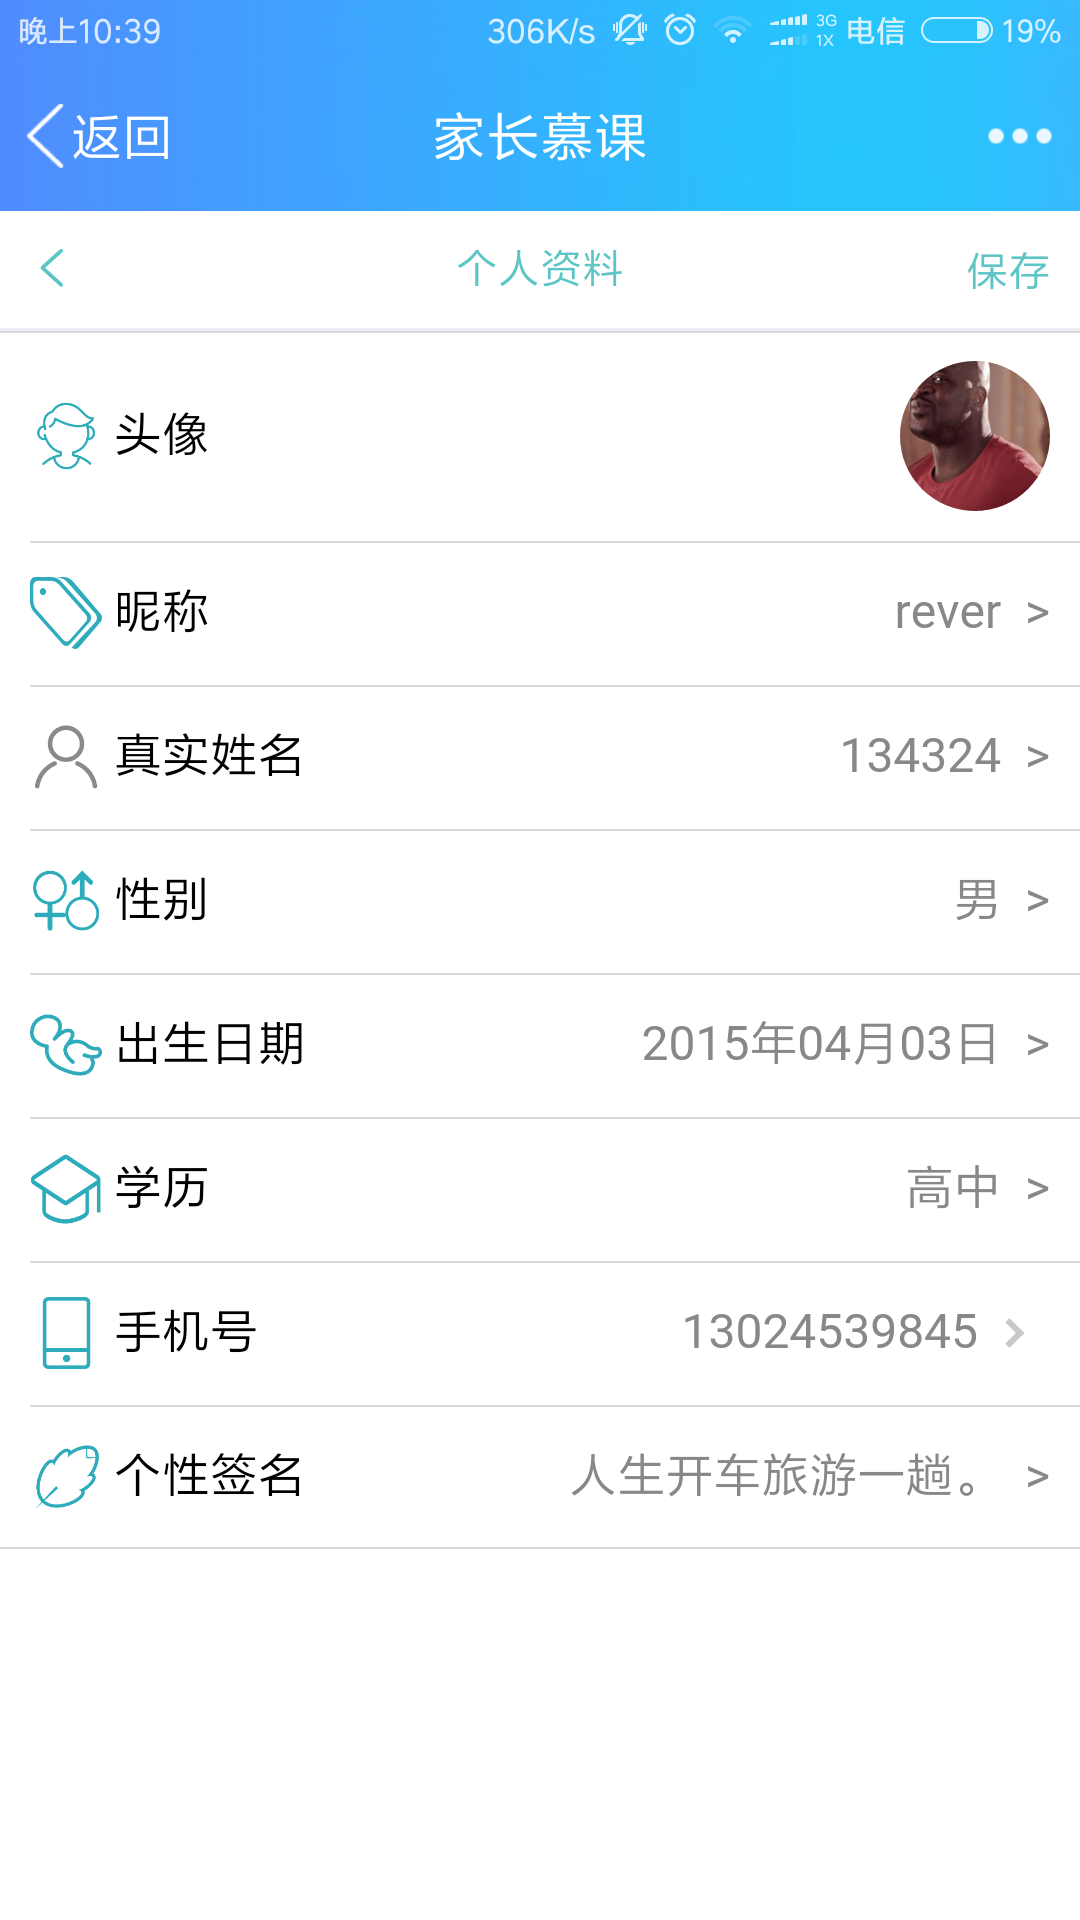 晚上10:39 306K/s 3G 1X 电信 19%
返回 家长慕课
个人资料 保存
头像
昵称 rever >
真实姓名 134324 >
性别 男 >
出生日期 2015年04月03日 >
学历 高中 >
手机号 13024539845
个性签名 人生开车旅游一趟。 >